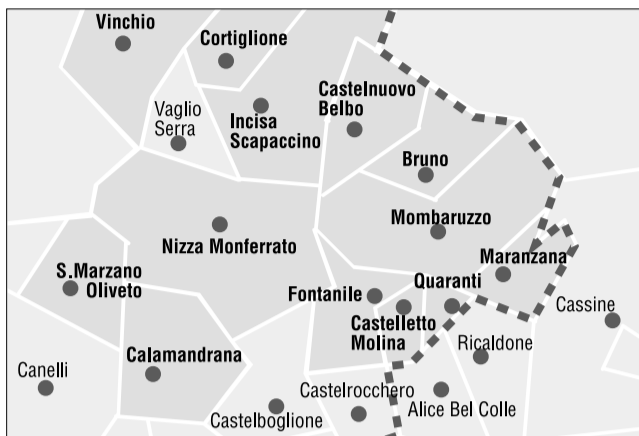 Vinchio
Cortiglione
Vaglio
Serra
Incisa
Scapaccino
Castelnuovo
Belbo
Bruno
Nizza Monferrato
Mombaruzzo
S.Marzano
Oliveto
Fontanile
Quaranti
Maranzana
Castelletto
Molina
Cassine
Ricaldone
Canelli
Calamandrana
Castelboglione
Castelrocchero
Alice Bel Colle